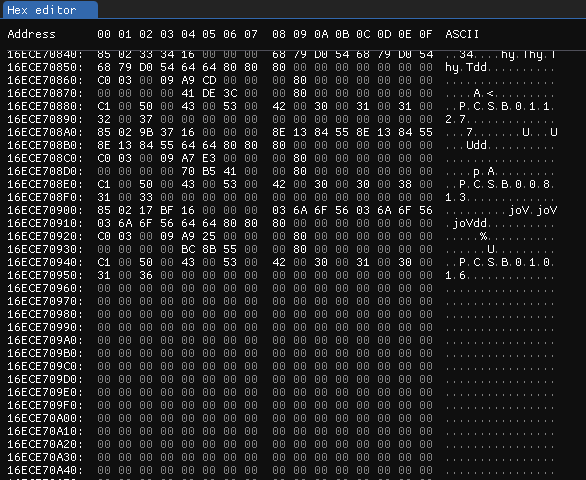 Hex editor
Address 00 01 02 03 04 05 06 07 08 09 0A 0B 0C 0D 0E 0F ASCII
16ECE70840: 85 02 33 34 16 00 00 00 68 79 D0 54 68 79 D0 54 ..34....hy.Thy.T
16ECE70850: 68 79 D0 54 64 64 80 80 80 00 00 00 00 00 00 00 hy.Tdd..........
16ECE70860: C0 03 00 09 A9 CD 00 00 00 80 00 00 00 00 00 00 ................
16ECE70870: 00 00 00 00 41 DE 3C 00 00 80 00 00 00 00 00 00 ....A.<.........
16ECE70880: C1 00 50 00 43 00 53 00 42 00 30 00 31 00 31 00 ..P.C.S.B.0.1.1.
16ECE70890: 32 00 37 00 00 00 00 00 00 00 00 00 00 00 00 00 2.7.............
16ECE708A0: 85 02 9B 37 16 00 00 00 8E 13 84 55 8E 13 84 55 ...7.......U...U
16ECE708B0: 8E 13 84 55 64 64 80 80 80 00 00 00 00 00 00 00 ...Udd..........
16ECE708C0: C0 03 00 09 A7 E3 00 00 00 80 00 00 00 00 00 00 ................
16ECE708D0: 00 00 00 00 70 B5 41 00 00 80 00 00 00 00 00 00 ....p.A.........
16ECE708E0: C1 00 50 00 43 00 53 00 42 00 30 00 30 00 38 00 ..P.C.S.B.0.0.8.
16ECE708F0: 31 00 33 00 00 00 00 00 00 00 00 00 00 00 00 00 1.3.............
16ECE70900: 85 02 17 BF 16 00 00 00 03 6A 6F 56 03 6A 6F 56 .........joV.joV
16ECE70910: 03 6A 6F 56 64 64 80 80 80 00 00 00 00 00 00 00 .joVdd..........
16ECE70920: C0 03 00 09 A9 25 00 00 00 80 00 00 00 00 00 00 .....%..........
16ECE70930: 00 00 00 00 BC 8B 55 00 00 80 00 00 00 00 00 00 ......U.........
16ECE70940: C1 00 50 00 43 00 53 00 42 00 30 00 31 00 30 00 ..P.C.S.B.0.1.0.
16ECE70950: 31 00 36 00 00 00 00 00 00 00 00 00 00 00 00 00 1.6.............
16ECE70960: 00 00 00 00 00 00 00 00 00 00 00 00 00 00 00 00 ................
16ECE70970: 00 00 00 00 00 00 00 00 00 00 00 00 00 00 00 00 ................
16ECE70980: 00 00 00 00 00 00 00 00 00 00 00 00 00 00 00 00 ................
16ECE70990: 00 00 00 00 00 00 00 00 00 00 00 00 00 00 00 00 ................
16ECE709A0: 00 00 00 00 00 00 00 00 00 00 00 00 00 00 00 00 ................
16ECE709B0: 00 00 00 00 00 00 00 00 00 00 00 00 00 00 00 00 ................
16ECE709C0: 00 00 00 00 00 00 00 00 00 00 00 00 00 00 00 00 ................
16ECE709D0: 00 00 00 00 00 00 00 00 00 00 00 00 00 00 00 00 ................
16ECE709E0: 00 00 00 00 00 00 00 00 00 00 00 00 00 00 00 00 ................
16ECE709F0: 00 00 00 00 00 00 00 00 00 00 00 00 00 00 00 00 ................
16ECE70A00: 00 00 00 00 00 00 00 00 00 00 00 00 00 00 00 00 ................
16ECE70A10: 00 00 00 00 00 00 00 00 00 00 00 00 00 00 00 00 ................
16ECE70A20: 00 00 00 00 00 00 00 00 00 00 00 00 00 00 00 00 ................
16ECE70A30: 00 00 00 00 00 00 00 00 00 00 00 00 00 00 00 00 ................
16ECE70A40: 00 00 00 00 00 00 00 00 00 00 00 00 00 00 00 00 ................